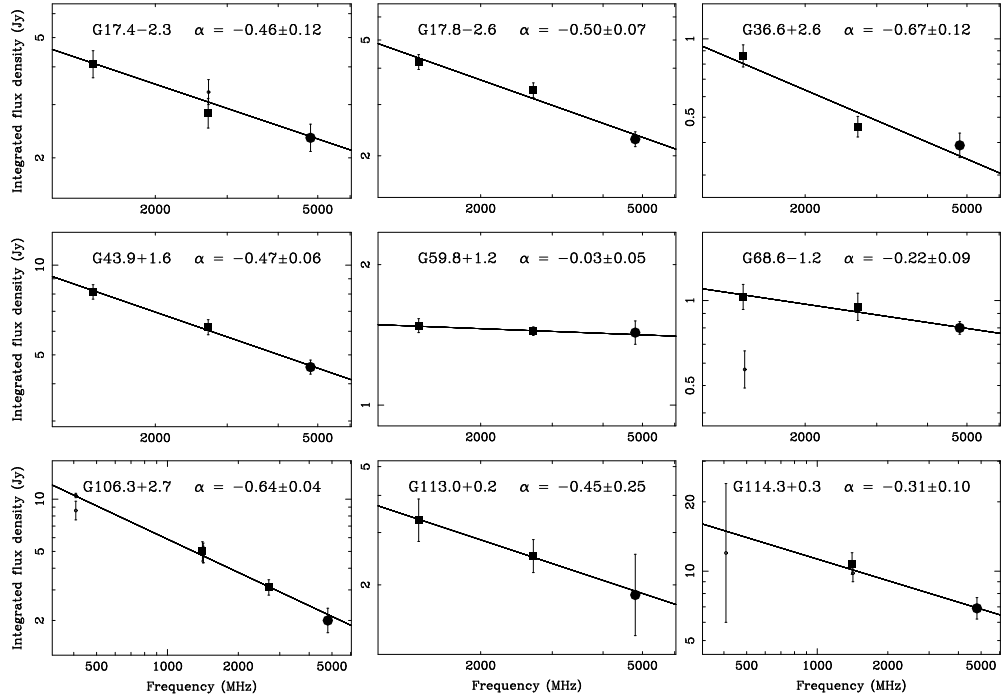 Integrated flux density (Jy)
G17.4−2.3 α = −0.46±0.12
5
2
2000
5000
G17.8−2.6 α = −0.50±0.07
5
2
2000
5000
G36.6+2.6 α = −0.67±0.12
1
0.5
2000
5000
Integrated flux density (Jy)
G43.9+1.6 α = −0.47±0.06
10
5
2000
5000
G59.8+1.2 α = −0.03±0.05
2
1
2000
5000
G68.6−1.2 α = −0.22±0.09
1
0.5
2000
5000
Integrated flux density (Jy)
G106.3+2.7 α = −0.64±0.04
10
5
2
500
1000
2000
5000
Frequency (MHz)
G113.0+0.2 α = −0.45±0.25
5
2
2000
5000
Frequency (MHz)
G114.3+0.3 α = −0.31±0.10
20
10
5
500
1000
2000
5000
Frequency (MHz)